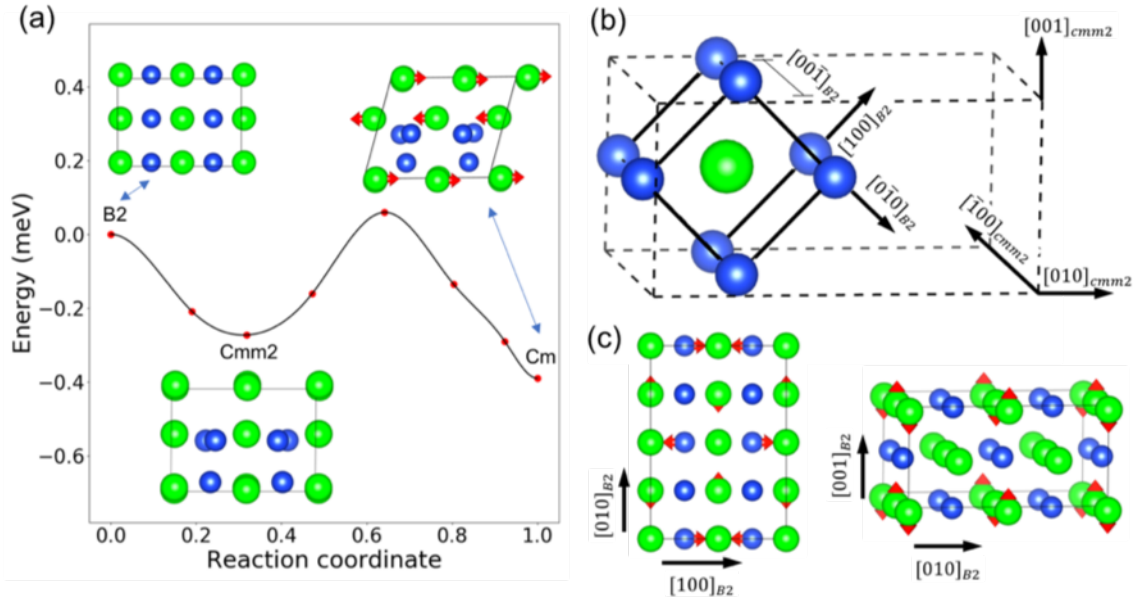 (a)
Energy (meV)
0.4
0.2
0.0
−0.2
−0.4
−0.6
B2
Cmm2
Cm
0.0 0.2 0.4 0.6 0.8 1.0
Reaction coordinate
(b)
[001]cmm2
[001̄]B2
[100]B2
[01̄0]B2
[1̄00]cmm2
[010]cmm2
(c)
[010]B2
[100]B2
[001]B2
[010]B2